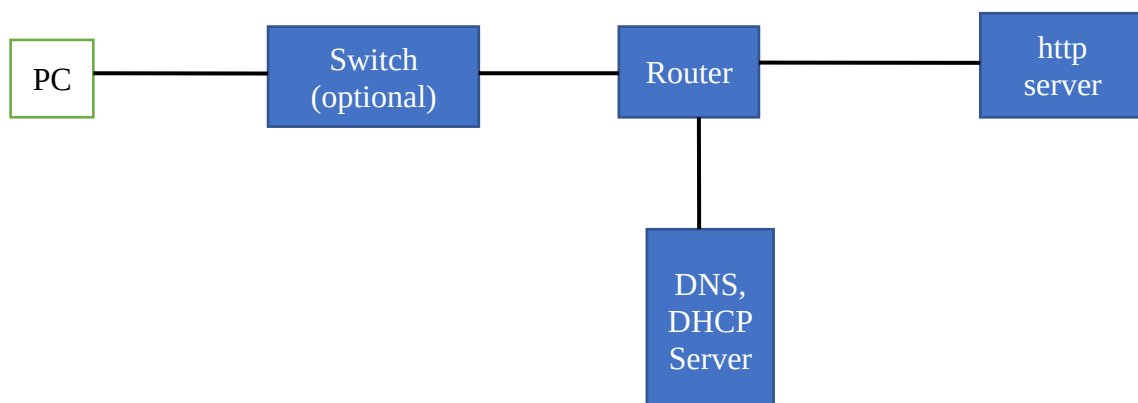 PC
Switch
(optional)
Router
http
server
DNS,
DHCP
Server